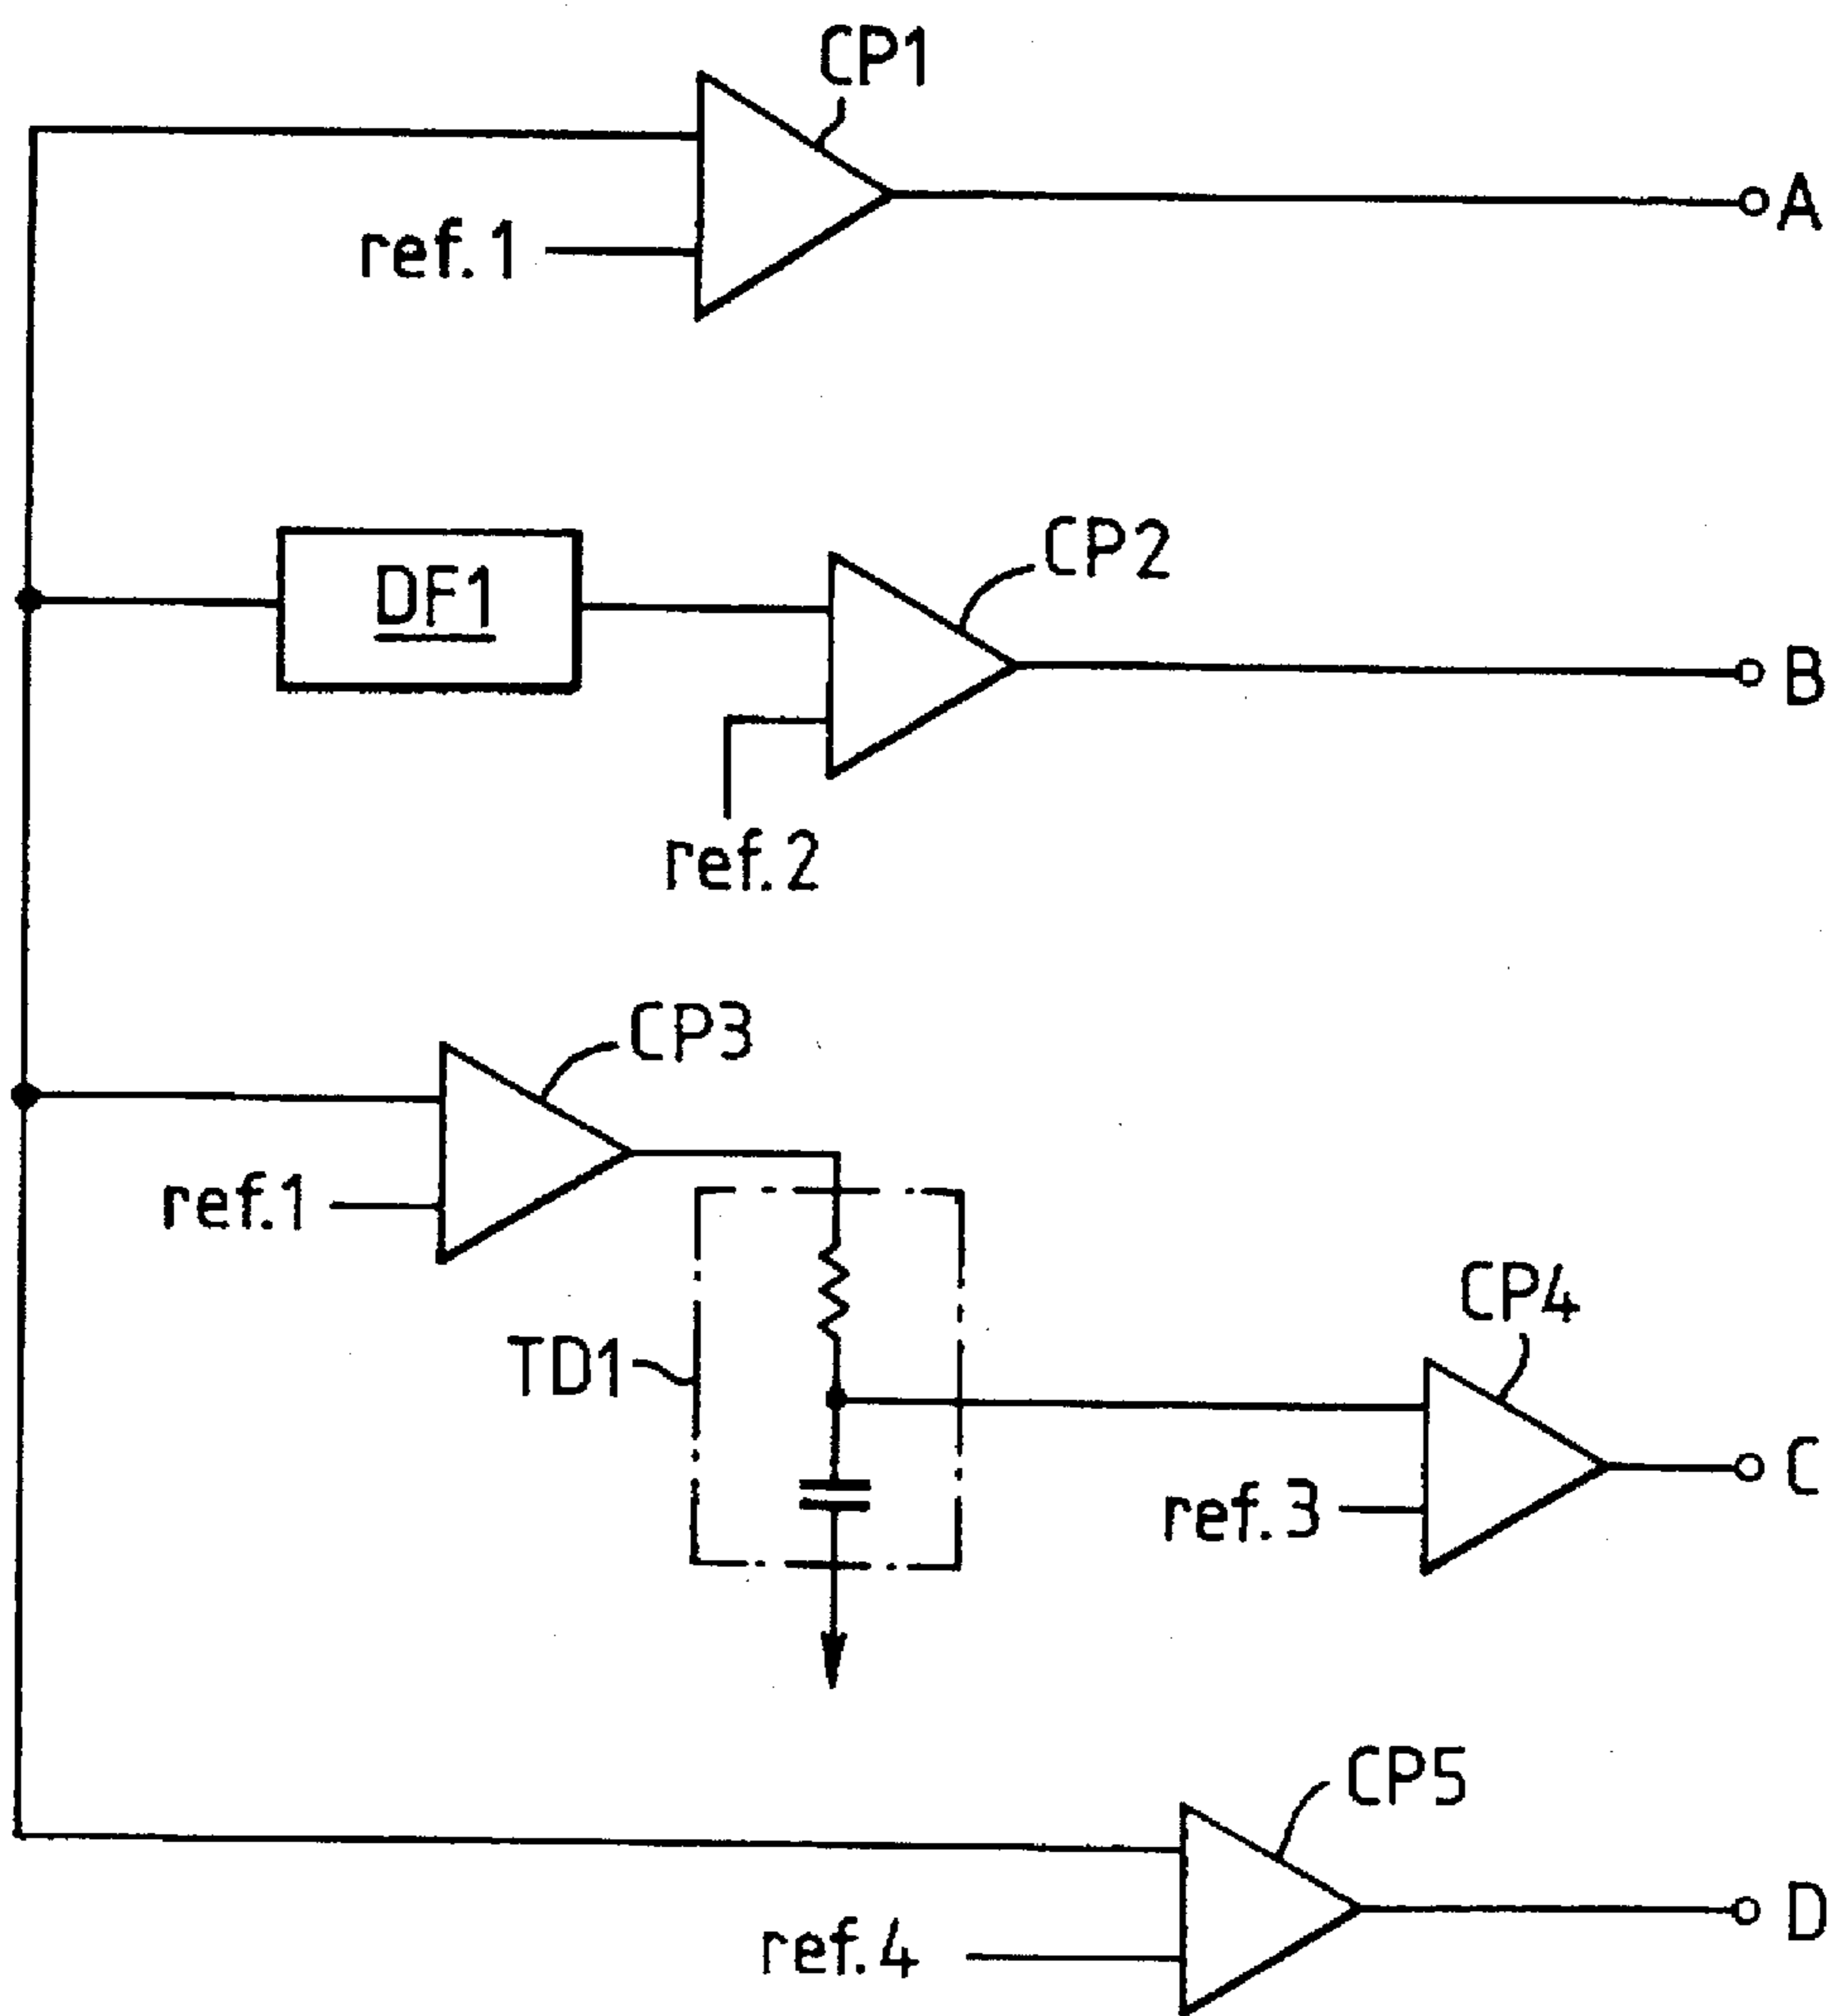 CP1
A
ref.1
DF1
CP2
B
ref.2
CP3
ref.1
TD1
CP4
C
ref.3
CP5
D
ref.4